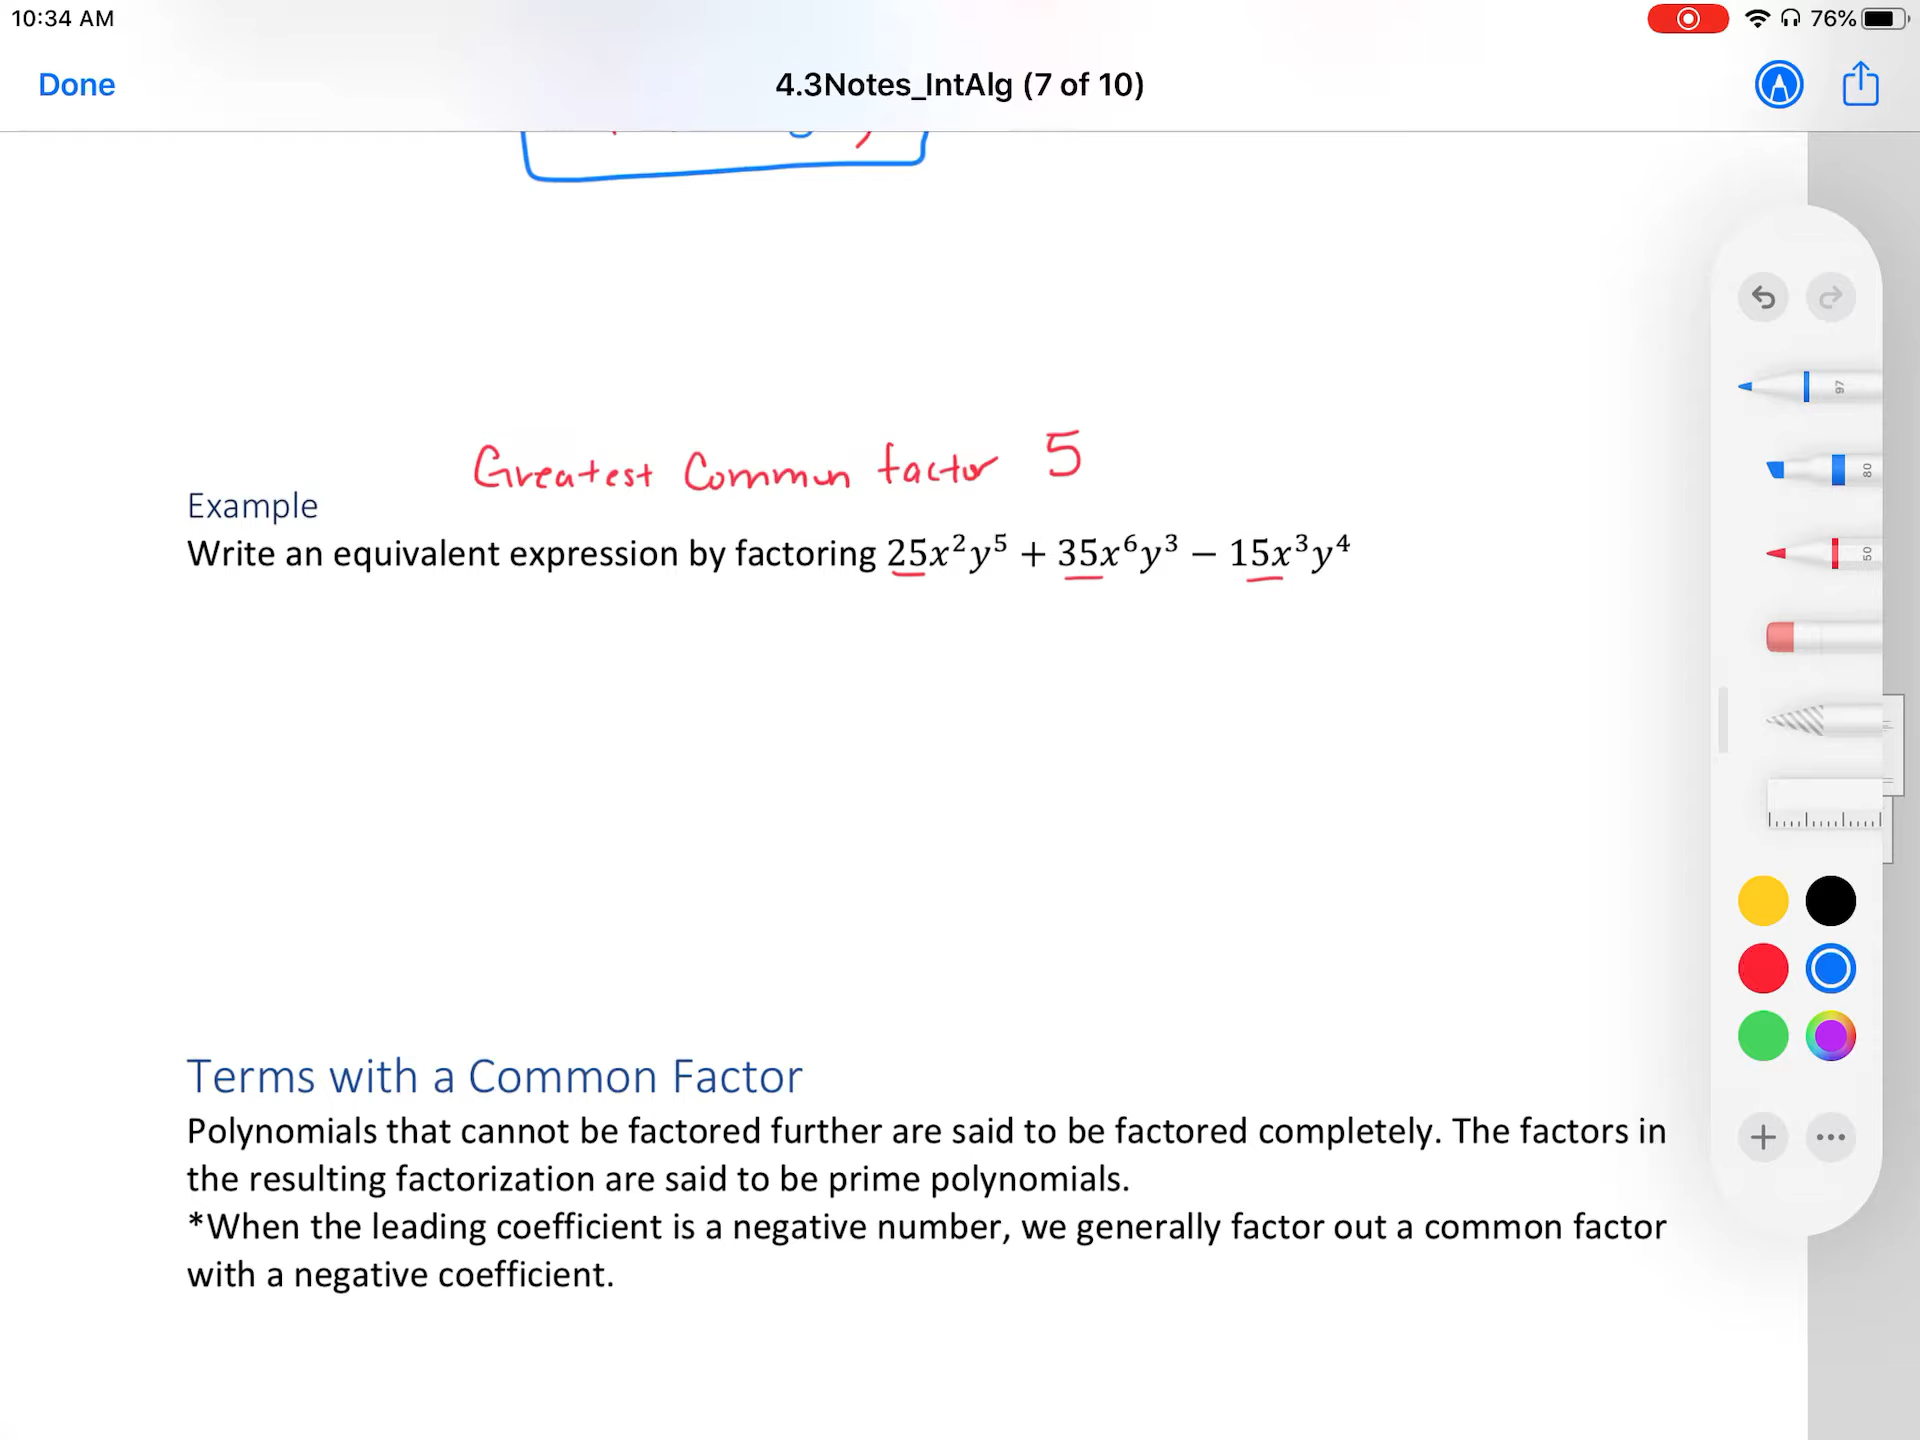 10:34 AM
76%
Done
4.3Notes_IntAlg (7 of 10)
97
Greatest Common factor 5
80
Example
Write an equivalent expression by factoring 25x²y⁵ + 35x⁶y³ − 15x³y⁴
50
Terms with a Common Factor
Polynomials that cannot be factored further are said to be factored completely. The factors in
the resulting factorization are said to be prime polynomials.
*When the leading coefficient is a negative number, we generally factor out a common factor
with a negative coefficient.